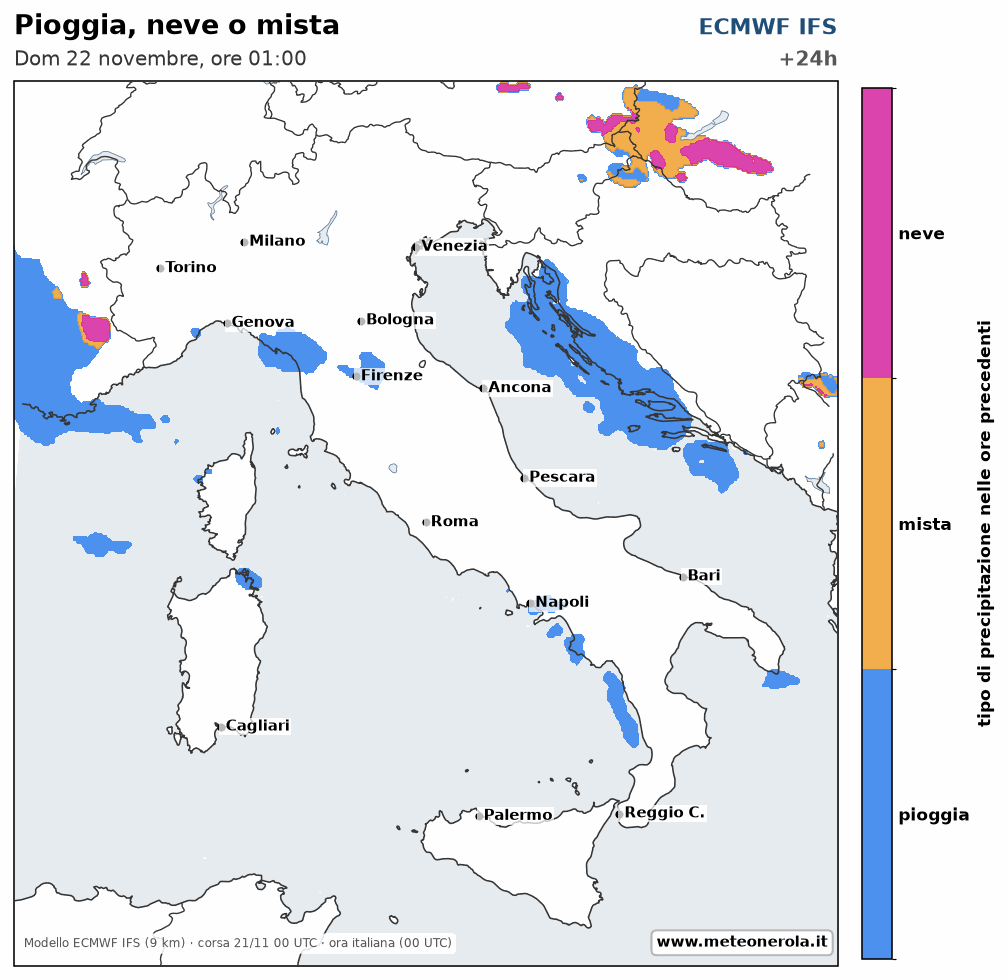 Pioggia, neve o mista
ECMWF IFS
Dom 22 novembre, ore 01:00
+24h
Milano
Venezia
Torino
Genova
Bologna
Firenze
Ancona
Pescara
Roma
Bari
Napoli
Cagliari
Palermo
Reggio C.
neve
mista
pioggia
tipo di precipitazione nelle ore precedenti
Modello ECMWF IFS (9 km) · corsa 21/11 00 UTC · ora italiana (00 UTC)
www.meteonerola.it